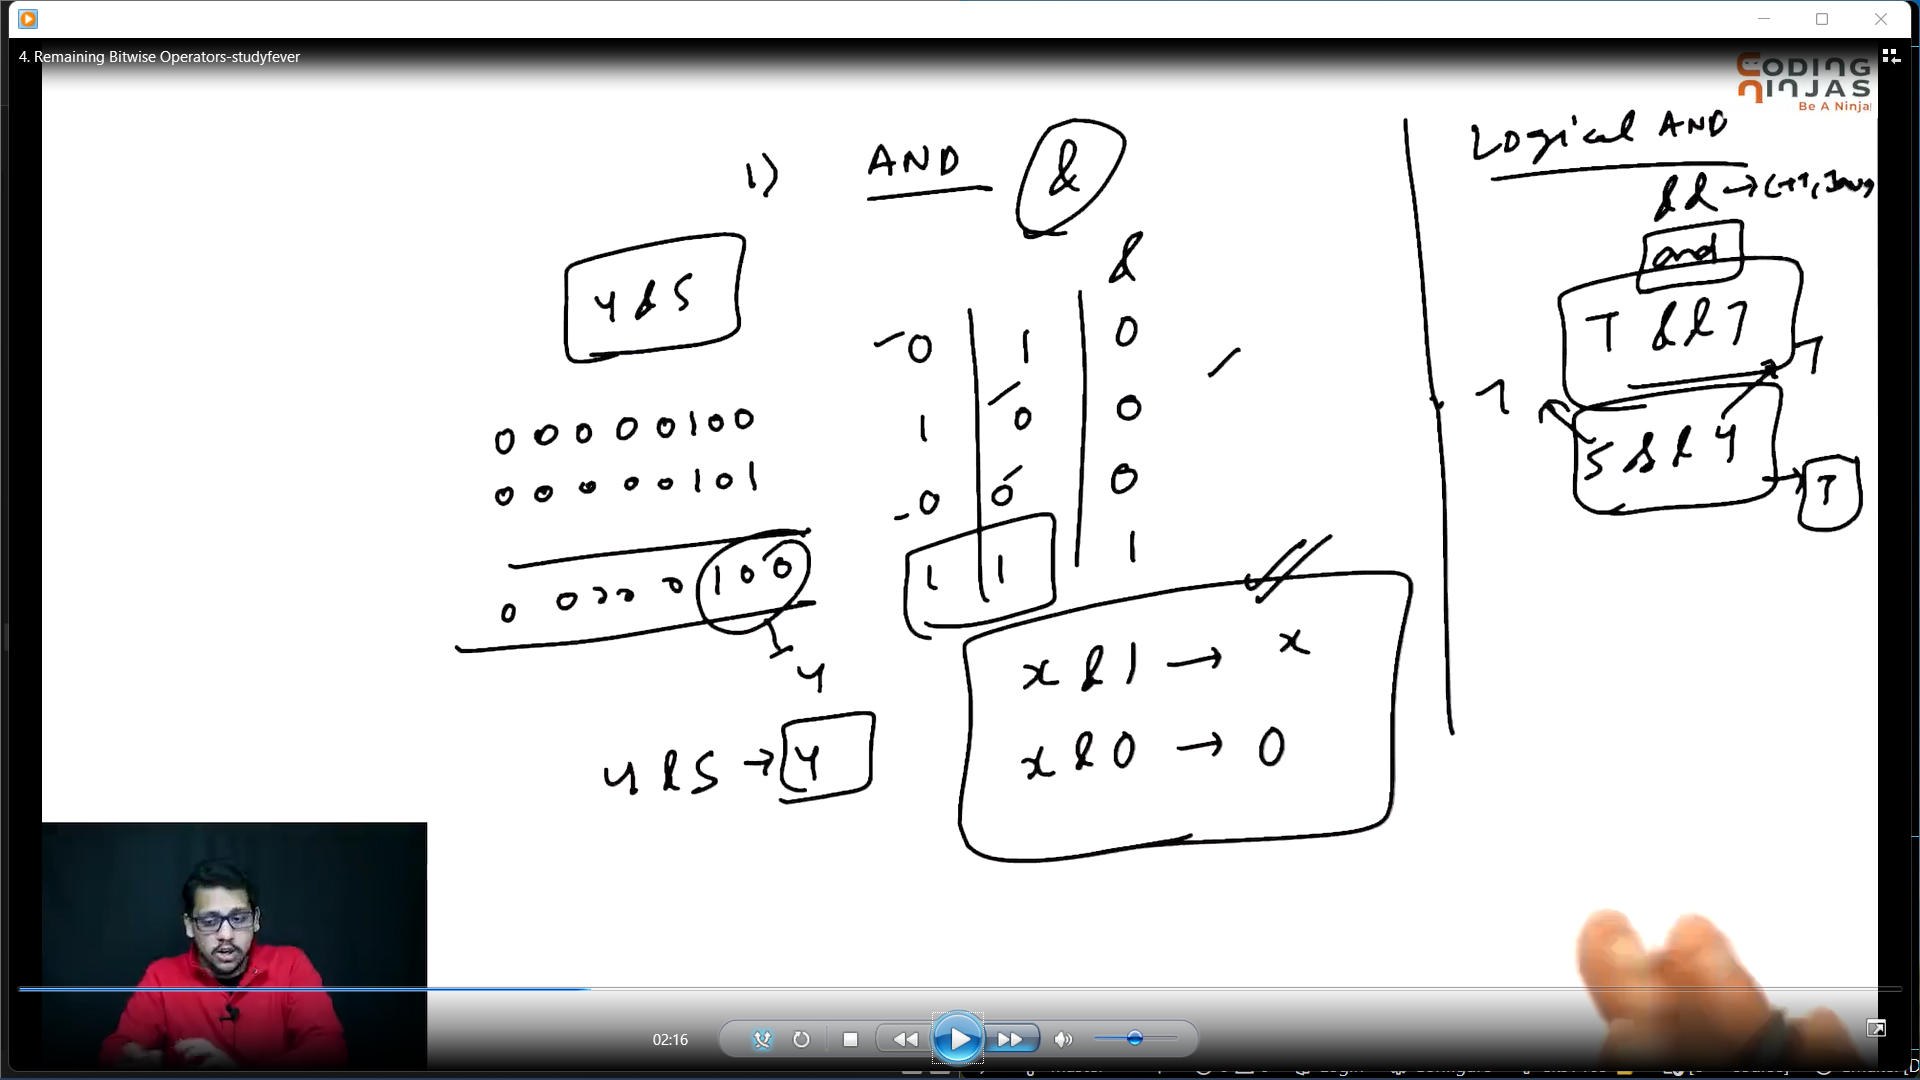 4. Remaining Bitwise Operators-studyfever
CODING
NINJAS
Be A Ninja
1) AND &
4 & 5
&
0 1 0
1 0 0
0 0 0
1 1 1
0 0 0 0 0 1 0 0
0 0 0 0 0 1 0 1
0 0 0 0 0 1 0 0
4
4 & 5 → 4
x & 1 → x
x & 0 → 0
Logical AND
&& → C++, Java
and
T && T
T
T
5 && 4
T
02:16